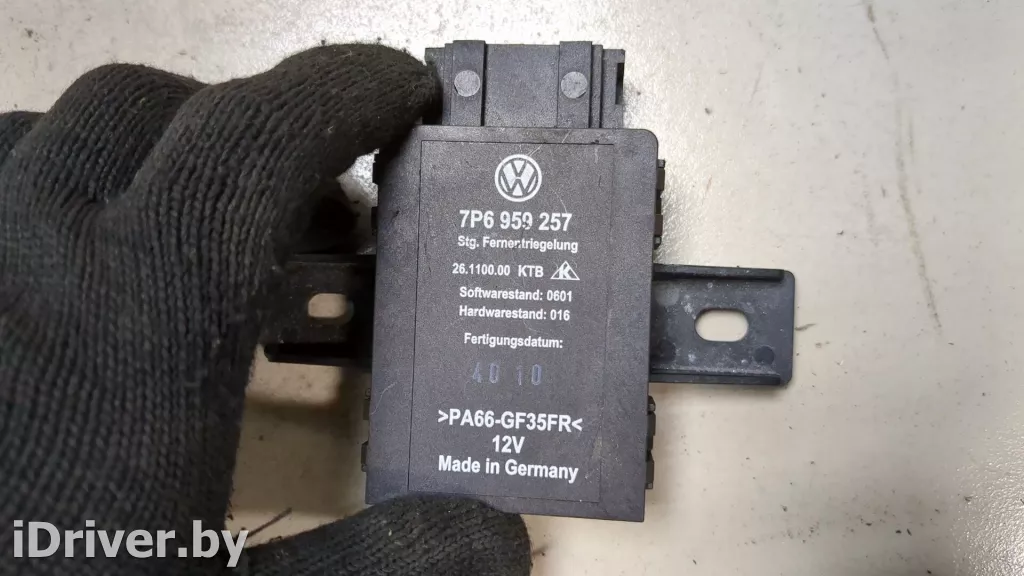 7P6 959 257
Stg. Fernentriegelung
26.1100.00 KTB
Softwarestand: 0601
Hardwarestand: 016
Fertigungsdatum:
40 10
>PA66-GF35FR<
12V
Made in Germany
iDriver.by